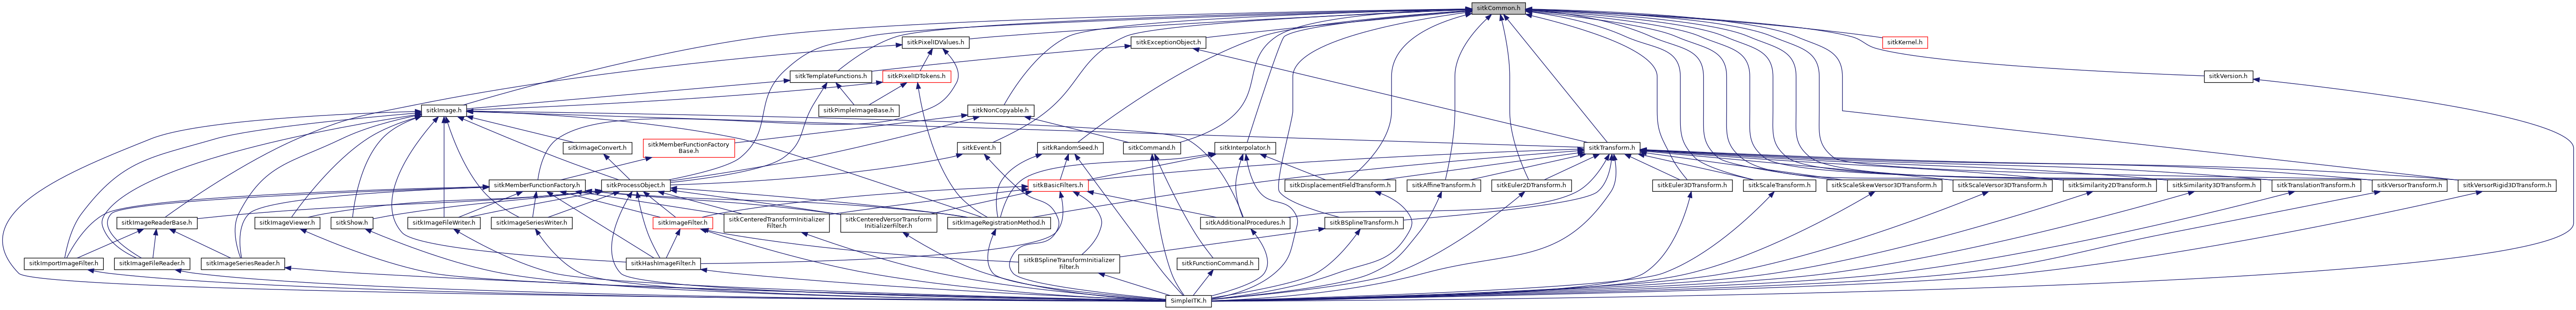 sitkCommon.h
sitkPixelIDValues.h
sitkExceptionObject.h
sitkKernel.h
sitkTemplateFunctions.h
sitkPixelIDTokens.h
sitkVersion.h
sitkImage.h
sitkPimpleImageBase.h
sitkNonCopyable.h
sitkImageConvert.h
sitkMemberFunctionFactory
Base.h
sitkEvent.h
sitkRandomSeed.h
sitkCommand.h
sitkInterpolator.h
sitkTransform.h
sitkMemberFunctionFactory.h
sitkProcessObject.h
sitkBasicFilters.h
sitkDisplacementFieldTransform.h
sitkAffineTransform.h
sitkEuler2DTransform.h
sitkEuler3DTransform.h
sitkScaleTransform.h
sitkScaleSkewVersor3DTransform.h
sitkScaleVersor3DTransform.h
sitkSimilarity2DTransform.h
sitkSimilarity3DTransform.h
sitkTranslationTransform.h
sitkVersorTransform.h
sitkVersorRigid3DTransform.h
sitkImageReaderBase.h
sitkImageViewer.h
sitkShow.h
sitkImageFileWriter.h
sitkImageSeriesWriter.h
sitkImageFilter.h
sitkCenteredTransformInitializer
Filter.h
sitkCenteredVersorTransform
InitializerFilter.h
sitkImageRegistrationMethod.h
sitkAdditionalProcedures.h
sitkBSplineTransform.h
sitkImportImageFilter.h
sitkImageFileReader.h
sitkImageSeriesReader.h
sitkHashImageFilter.h
sitkBSplineTransformInitializer
Filter.h
sitkFunctionCommand.h
SimpleITK.h